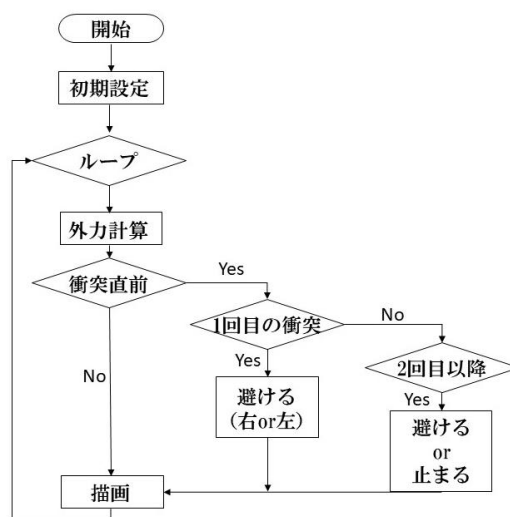 開始
初期設定
ループ
外力計算
衝突直前
Yes
1回目の衝突
No
2回目以降
Yes
Yes
No
避ける
(右or左)
避ける
or
止まる
描画